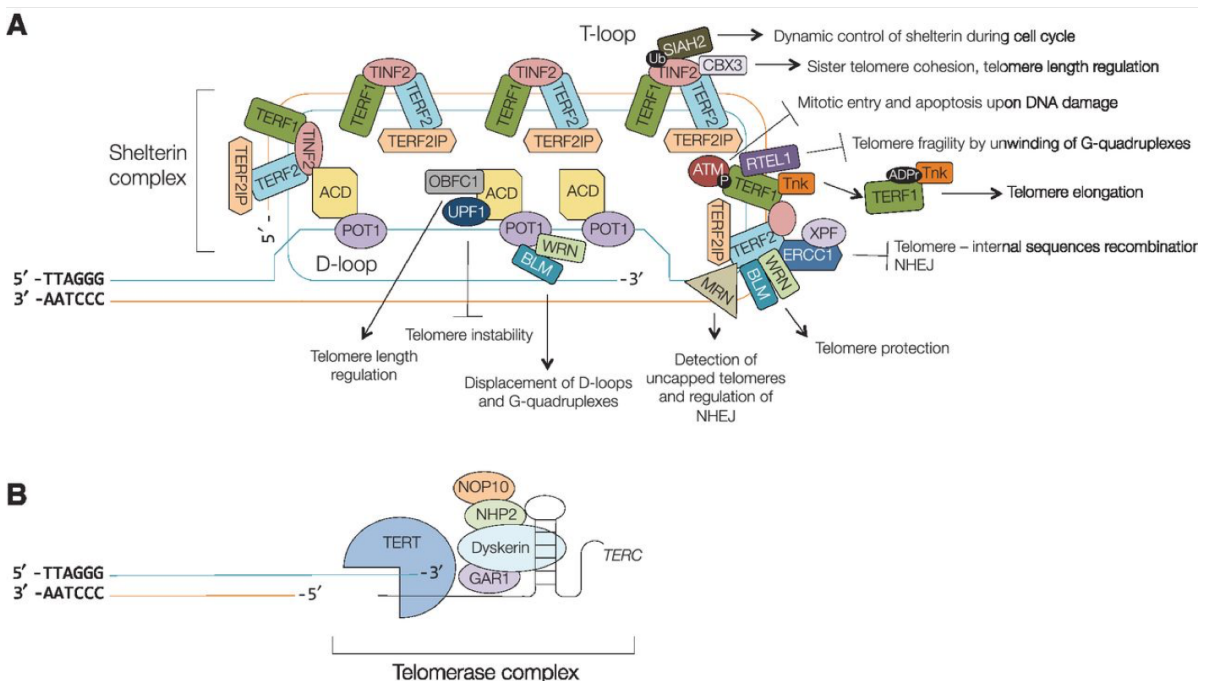 A
T-loop
SIAH2
Ub
Dynamic control of shelterin during cell cycle
TINF2
TINF2
TINF2
CBX3
Sister telomere cohesion, telomere length regulation
TERF1
TERF2
TERF1
TERF2
TERF1
TERF2
Mitotic entry and apoptosis upon DNA damage
TERF1
TERF2IP
TERF2IP
TERF2IP
Telomere fragility by unwinding of G-quadruplexes
Shelterin
complex
TERF2IP
TINF2
TERF2
ATM
P
RTEL1
TERF1
Tnk
ADPr
Tnk
TERF1
Telomere elongation
ACD
OBFC1
ACD
ACD
UPF1
POT1
POT1
POT1
TERF2IP
TERF2
XPF
ERCC1
Telomere – internal sequences recombination
NHEJ
5′
D-loop
WRN
BLM
MRN
BLM
WRN
5′ -TTAGGG
-3′
3′ -AATCCC
Telomere instability
Telomere protection
Telomere length
regulation
Displacement of D-loops
and G-quadruplexes
Detection of
uncapped telomeres
and regulation of
NHEJ
B
NOP10
NHP2
TERT
Dyskerin
TERC
GAR1
5′ -TTAGGG
-3′
3′ -AATCCC
-5′
Telomerase complex